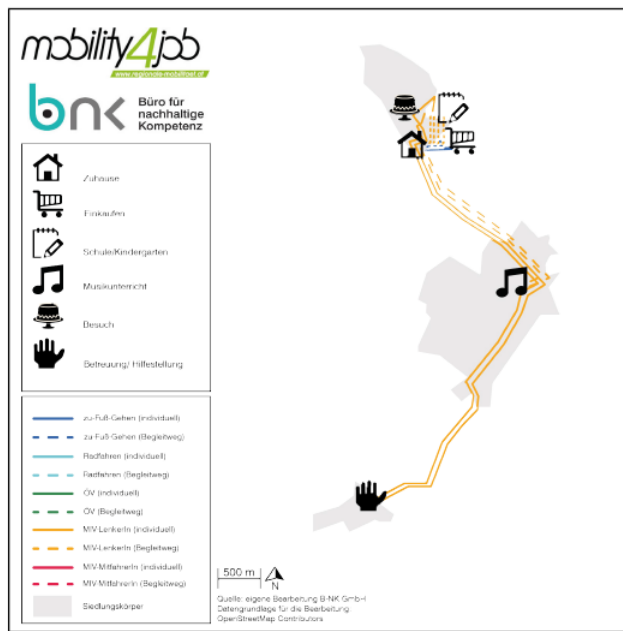 mobility4job
www.regionale-mobilitaet.at
bnk
Büro für
nachhaltige
Kompetenz
Zuhause
Einkaufen
Schule/Kindergarten
Musikunterricht
Besuch
Betreuung/ Hilfestellung
zu-Fuß-Gehen (individuell)
zu-Fuß-Gehen (Begleitweg)
Radfahren (individuell)
Radfahren (Begleitweg)
ÖV (individuell)
ÖV (Begleitweg)
MIV-LenkerIn (individuell)
MIV-LenkerIn (Begleitweg)
MIV-MitfahrerIn (individuell)
MIV-MitfahrerIn (Begleitweg)
Siedlungskörper
500 m
N
Quelle: eigene Bearbeitung B-NK GmbH
Datengrundlage für die Bearbeitung:
OpenStreetMap Contributors